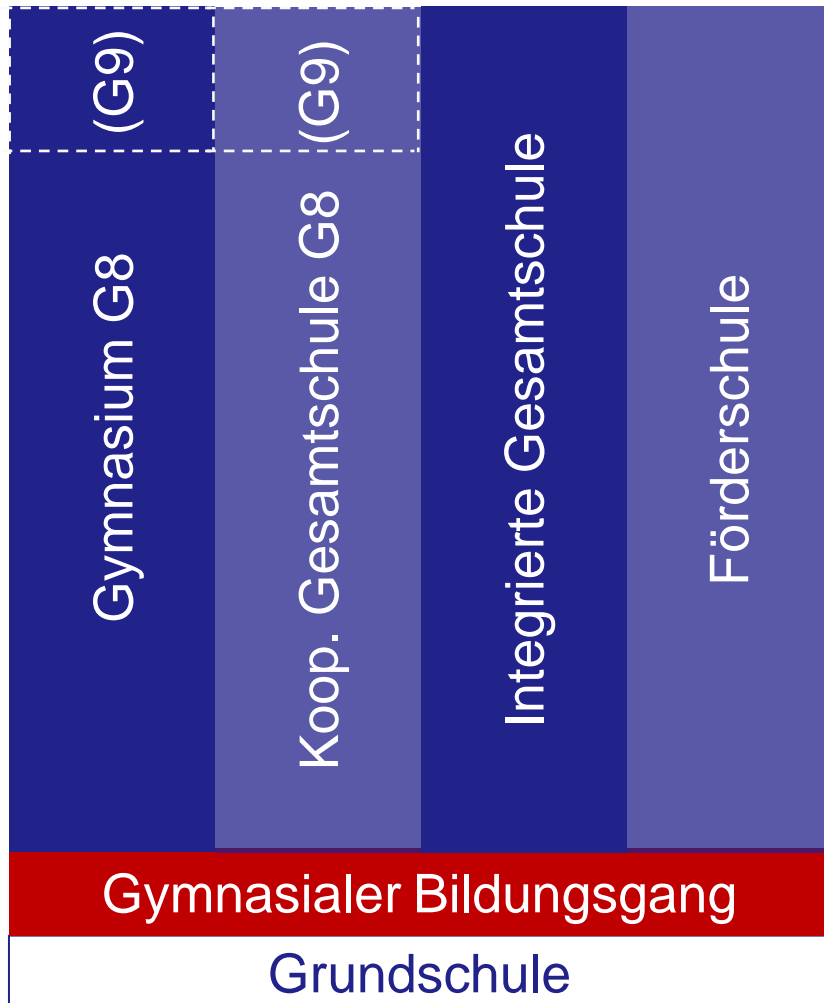 (G9)
Gymnasium G8
(G9)
Koop. Gesamtschule G8
Integrierte Gesamtschule
Förderschule
Gymnasialer Bildungsgang
Grundschule